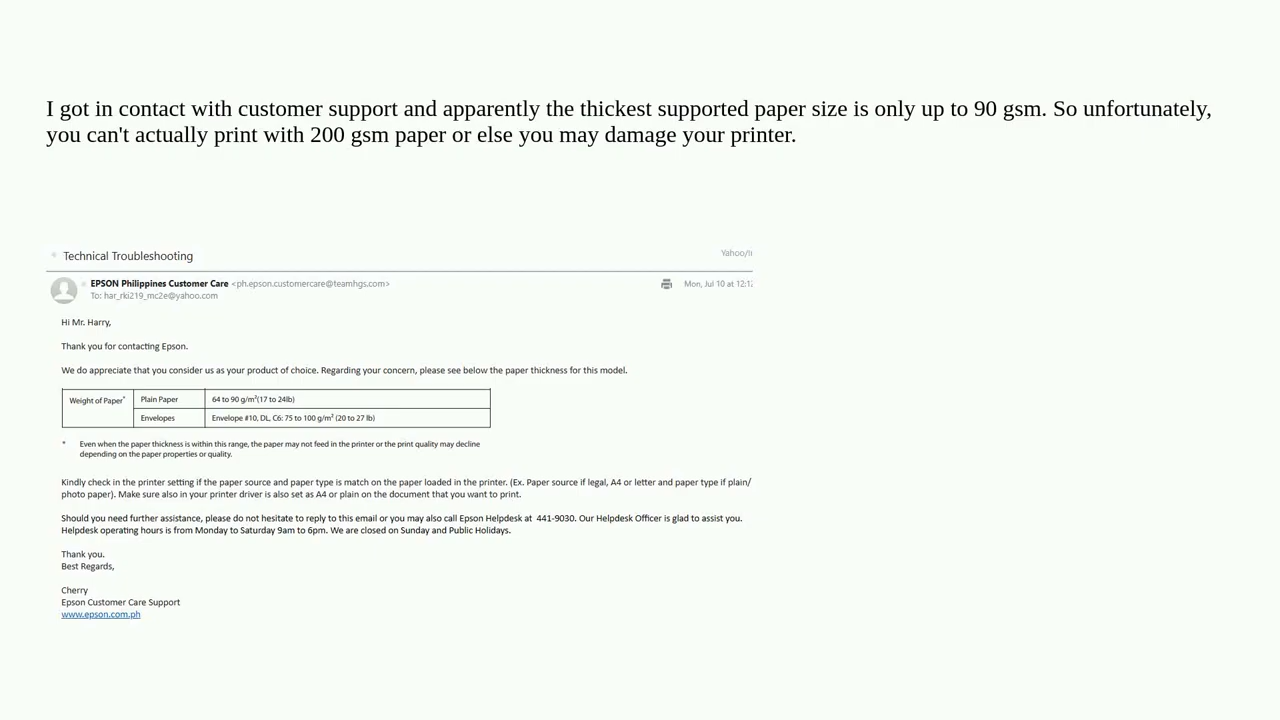 I got in contact with customer support and apparently the thickest supported paper size is only up to 90 gsm. So unfortunately,
you can't actually print with 200 gsm paper or else you may damage your printer.
Technical Troubleshooting
Yahoo/I
EPSON Philippines Customer Care <ph.epson.customercare@teamhgs.com>
Mon, Jul 10 at 12:12
To: har_rki219_mc2e@yahoo.com
Hi Mr. Harry,
Thank you for contacting Epson.
We do appreciate that you consider us as your product of choice. Regarding your concern, please see below the paper thickness for this model.
Weight of Paper* Plain Paper 64 to 90 g/m²(17 to 24lb)
Envelopes Envelope #10, DL, C6: 75 to 100 g/m² (20 to 27 lb)
* Even when the paper thickness is within this range, the paper may not feed in the printer or the print quality may decline
depending on the paper properties or quality.
Kindly check in the printer setting if the paper source and paper type is match on the paper loaded in the printer. (Ex. Paper source if legal, A4 or letter and paper type if plain/
photo paper). Make sure also in your printer driver is also set as A4 or plain on the document that you want to print.
Should you need further assistance, please do not hesitate to reply to this email or you may also call Epson Helpdesk at 441-9030. Our Helpdesk Officer is glad to assist you.
Helpdesk operating hours is from Monday to Saturday 9am to 6pm. We are closed on Sunday and Public Holidays.
Thank you.
Best Regards,
Cherry
Epson Customer Care Support
www.epson.com.ph